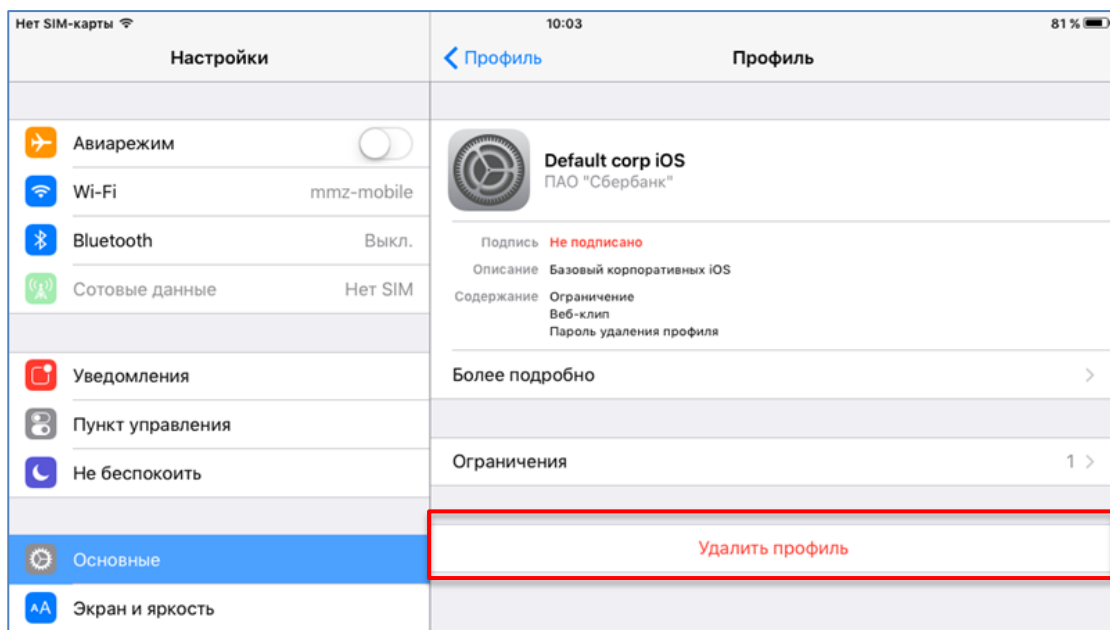 Нет SIM-карты
10:03
81 %
Настройки
Профиль
Профиль
Авиарежим
Wi-Fi
mmz-mobile
Bluetooth
Выкл.
Сотовые данные
Нет SIM
Уведомления
Пункт управления
Не беспокоить
Основные
AA
Экран и яркость
Default corp iOS
ПАО "Сбербанк"
Подпись Не подписано
Описание Базовый корпоративных iOS
Содержание Ограничение
Веб-клип
Пароль удаления профиля
Более подробно
Ограничения
1
Удалить профиль